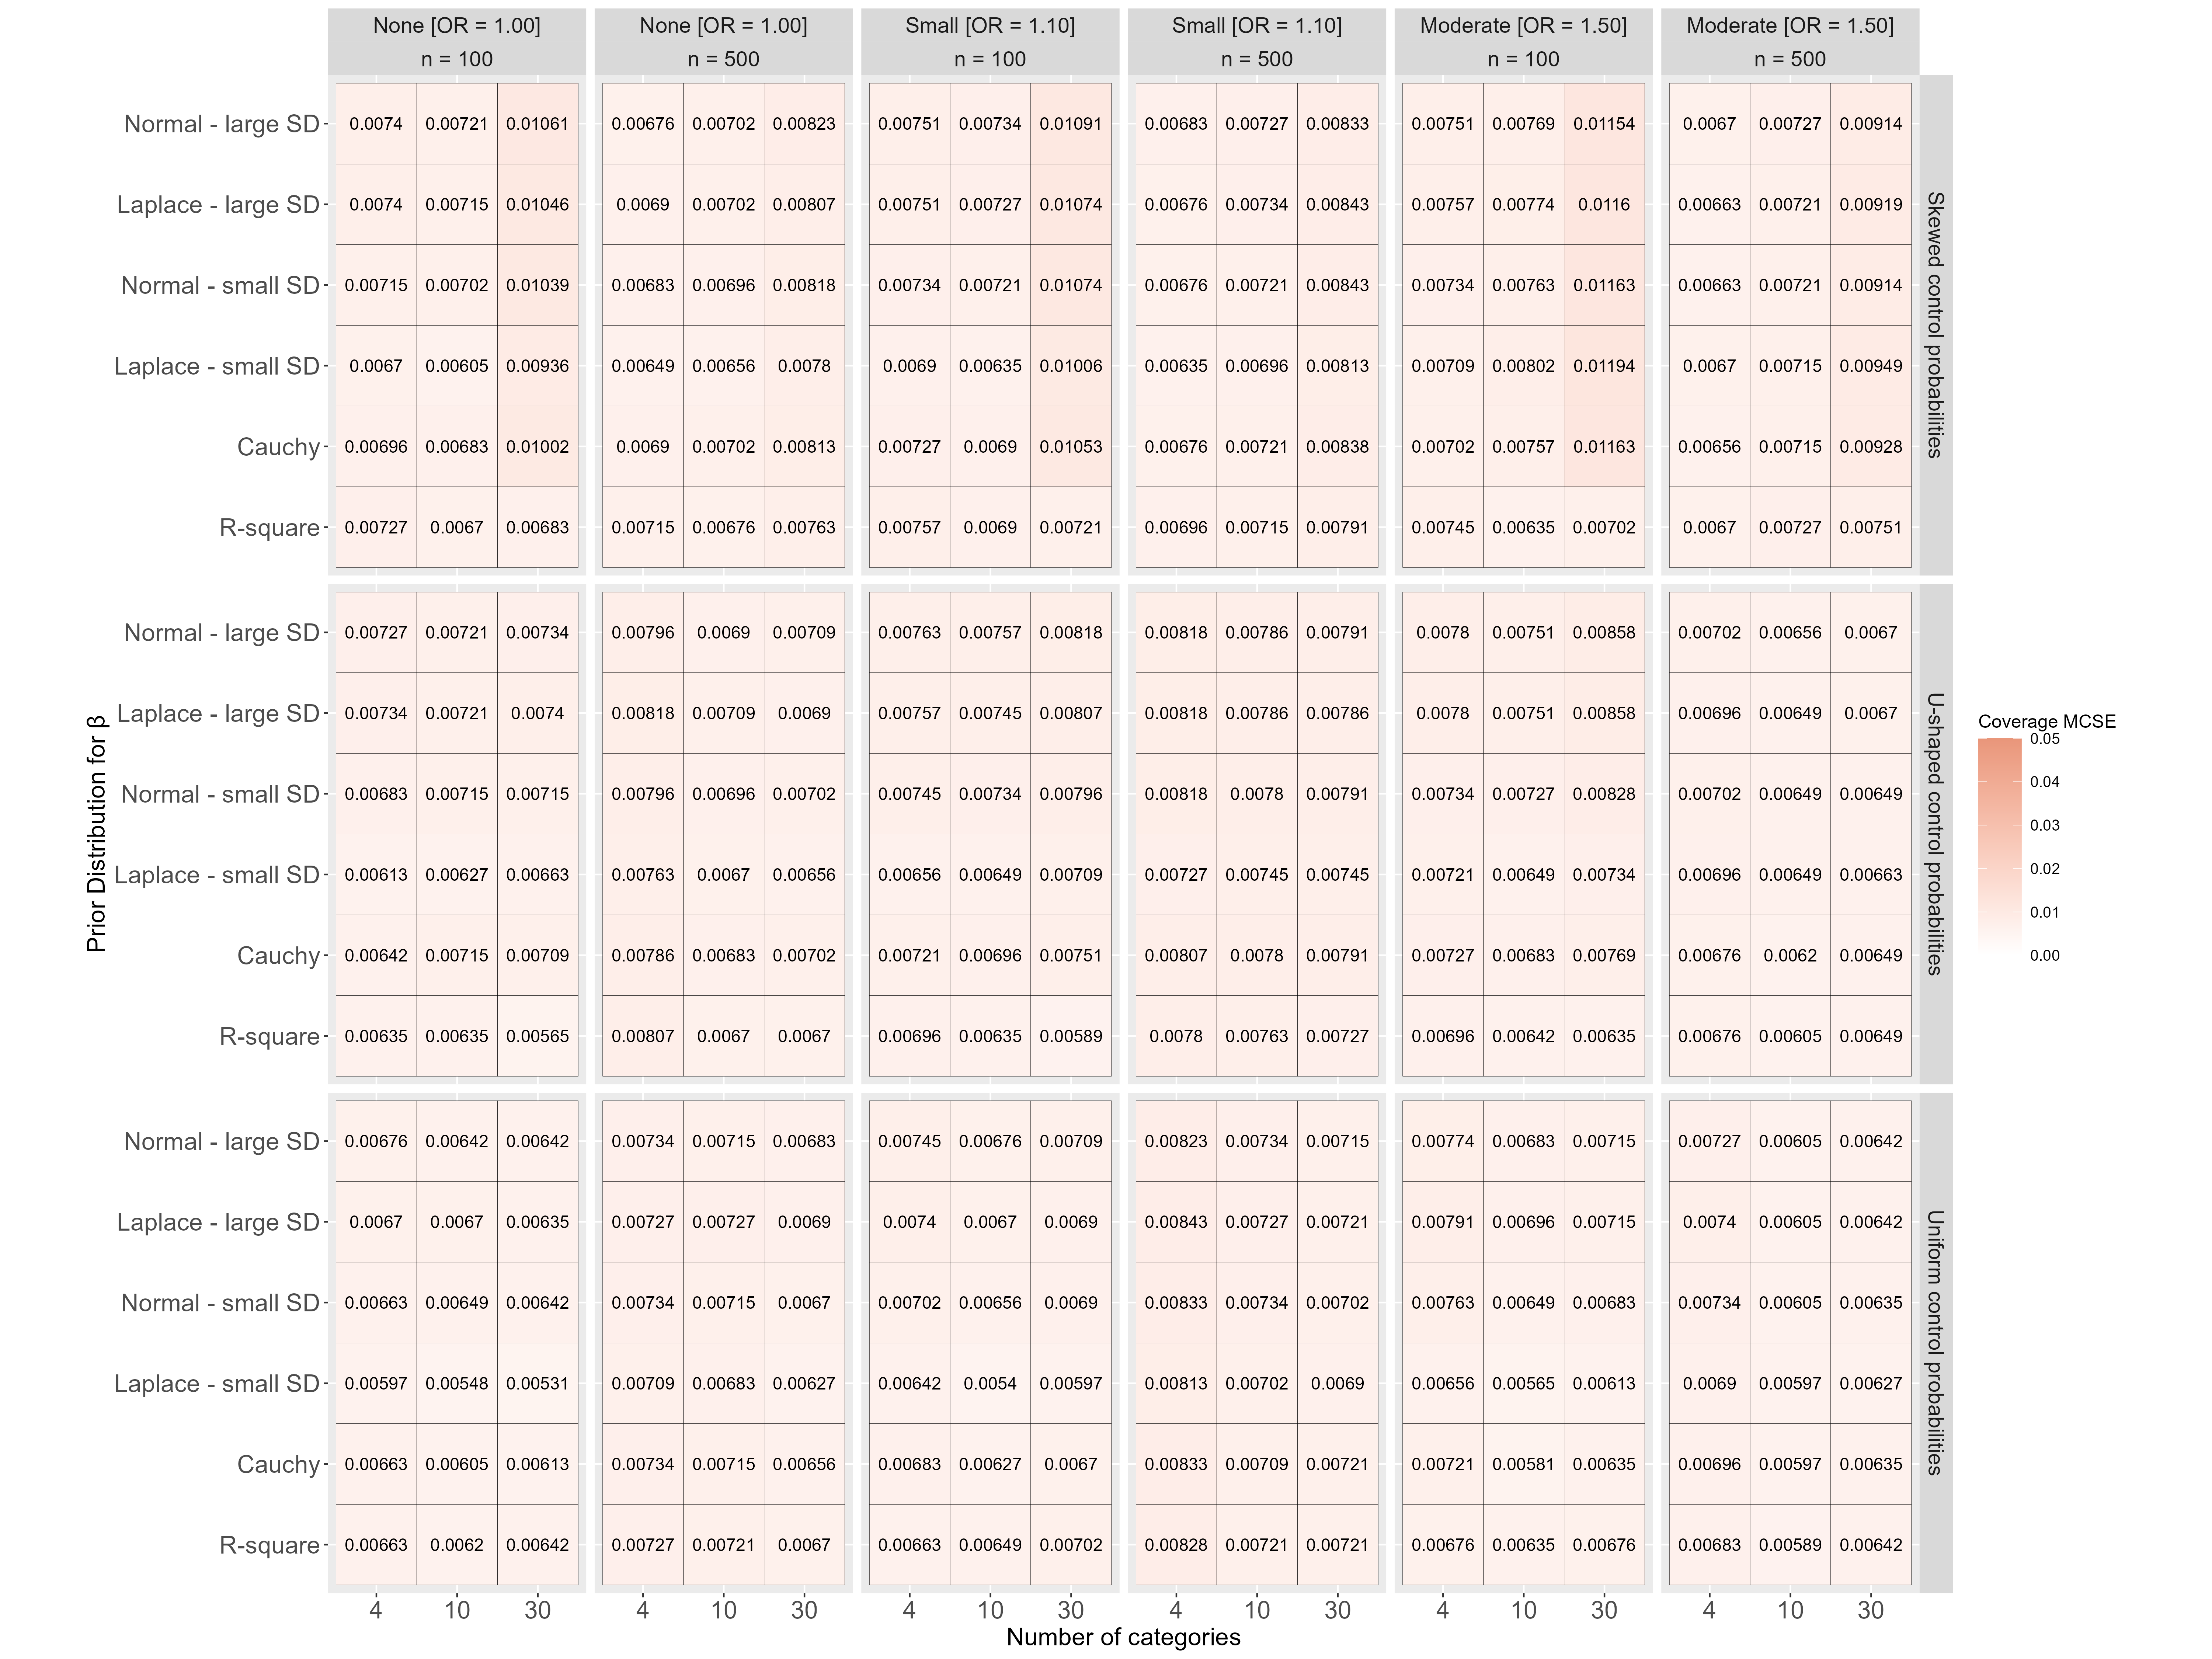 None [OR = 1.00] None [OR = 1.00] Small [OR = 1.10] Small [OR = 1.10] Moderate [OR = 1.50] Moderate [OR = 1.50]
n = 100 n = 500 n = 100 n = 500 n = 100 n = 500
Normal - large SD 0.0074 0.00721 0.01061 0.00676 0.00702 0.00823 0.00751 0.00734 0.01091 0.00683 0.00727 0.00833 0.00751 0.00769 0.01154 0.0067 0.00727 0.00914
Laplace - large SD 0.0074 0.00715 0.01046 0.0069 0.00702 0.00807 0.00751 0.00727 0.01074 0.00676 0.00734 0.00843 0.00757 0.00774 0.0116 0.00663 0.00721 0.00919
Normal - small SD 0.00715 0.00702 0.01039 0.00683 0.00696 0.00818 0.00734 0.00721 0.01074 0.00676 0.00721 0.00843 0.00734 0.00763 0.01163 0.00663 0.00721 0.00914
Laplace - small SD 0.0067 0.00605 0.00936 0.00649 0.00656 0.0078 0.0069 0.00635 0.01006 0.00635 0.00696 0.00813 0.00709 0.00802 0.01194 0.0067 0.00715 0.00949
Cauchy 0.00696 0.00683 0.01002 0.0069 0.00702 0.00813 0.00727 0.0069 0.01053 0.00676 0.00721 0.00838 0.00702 0.00757 0.01163 0.00656 0.00715 0.00928
R-square 0.00727 0.0067 0.00683 0.00715 0.00676 0.00763 0.00757 0.0069 0.00721 0.00696 0.00715 0.00791 0.00745 0.00635 0.00702 0.0067 0.00727 0.00751
Skewed control probabilities
Normal - large SD 0.00727 0.00721 0.00734 0.00796 0.0069 0.00709 0.00763 0.00757 0.00818 0.00818 0.00786 0.00791 0.0078 0.00751 0.00858 0.00702 0.00656 0.0067
Laplace - large SD 0.00734 0.00721 0.0074 0.00818 0.00709 0.0069 0.00757 0.00745 0.00807 0.00818 0.00786 0.00786 0.0078 0.00751 0.00858 0.00696 0.00649 0.0067
Normal - small SD 0.00683 0.00715 0.00715 0.00796 0.00696 0.00702 0.00745 0.00734 0.00796 0.00818 0.0078 0.00791 0.00734 0.00727 0.00828 0.00702 0.00649 0.00649
Laplace - small SD 0.00613 0.00627 0.00663 0.00763 0.0067 0.00656 0.00656 0.00649 0.00709 0.00727 0.00745 0.00745 0.00721 0.00649 0.00734 0.00696 0.00649 0.00663
Cauchy 0.00642 0.00715 0.00709 0.00786 0.00683 0.00702 0.00721 0.00696 0.00751 0.00807 0.0078 0.00791 0.00727 0.00683 0.00769 0.00676 0.0062 0.00649
R-square 0.00635 0.00635 0.00565 0.00807 0.0067 0.0067 0.00696 0.00635 0.00589 0.0078 0.00763 0.00727 0.00696 0.00642 0.00635 0.00676 0.00605 0.00649
U-shaped control probabilities
Normal - large SD 0.00676 0.00642 0.00642 0.00734 0.00715 0.00683 0.00745 0.00676 0.00709 0.00823 0.00734 0.00715 0.00774 0.00683 0.00715 0.00727 0.00605 0.00642
Laplace - large SD 0.0067 0.0067 0.00635 0.00727 0.00727 0.0069 0.0074 0.0067 0.0069 0.00843 0.00727 0.00721 0.00791 0.00696 0.00715 0.0074 0.00605 0.00642
Normal - small SD 0.00663 0.00649 0.00642 0.00734 0.00715 0.0067 0.00702 0.00656 0.0069 0.00833 0.00734 0.00702 0.00763 0.00649 0.00683 0.00734 0.00605 0.00635
Laplace - small SD 0.00597 0.00548 0.00531 0.00709 0.00683 0.00627 0.00642 0.0054 0.00597 0.00813 0.00702 0.0069 0.00656 0.00565 0.00613 0.0069 0.00597 0.00627
Cauchy 0.00663 0.00605 0.00613 0.00734 0.00715 0.00656 0.00683 0.00627 0.0067 0.00833 0.00709 0.00721 0.00721 0.00581 0.00635 0.00696 0.00597 0.00635
R-square 0.00663 0.0062 0.00642 0.00727 0.00721 0.0067 0.00663 0.00649 0.00702 0.00828 0.00721 0.00721 0.00676 0.00635 0.00676 0.00683 0.00589 0.00642
Uniform control probabilities
4 10 30 4 10 30 4 10 30 4 10 30 4 10 30 4 10 30
Number of categories
Prior Distribution for β
Coverage MCSE
0.05
0.04
0.03
0.02
0.01
0.00